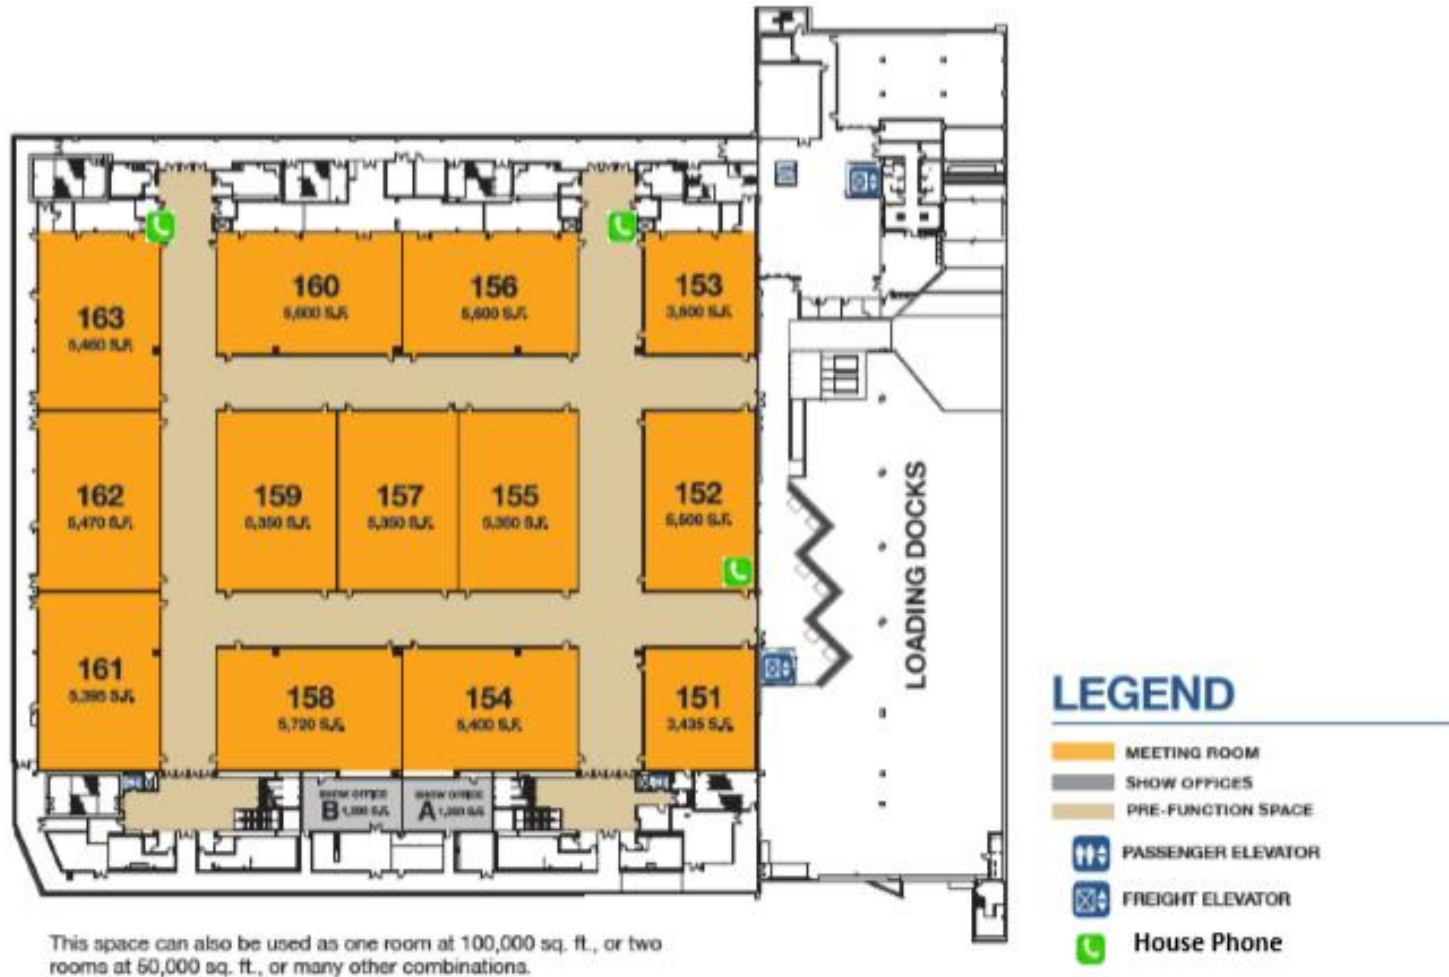 160
5,600 S.F.
156
5,600 S.F.
153
163
5,460 S.F.
162
5,470 S.F.
159
5,350 S.F.
157
5,350 S.F.
155
5,350 S.F.
152
5,500 S.F.
LOADING DOCKS
161
5,395 S.F.
158
5,720 S.F.
154
5,400 S.F.
151
3,435 S.F.
SHOW OFFICE
B
SHOW OFFICE
A
LEGEND
MEETING ROOM
SHOW OFFICES
PRE-FUNCTION SPACE
PASSENGER ELEVATOR
FREIGHT ELEVATOR
House Phone
This space can also be used as one room at 100,000 sq. ft., or two
rooms at 50,000 sq. ft., or many other combinations.